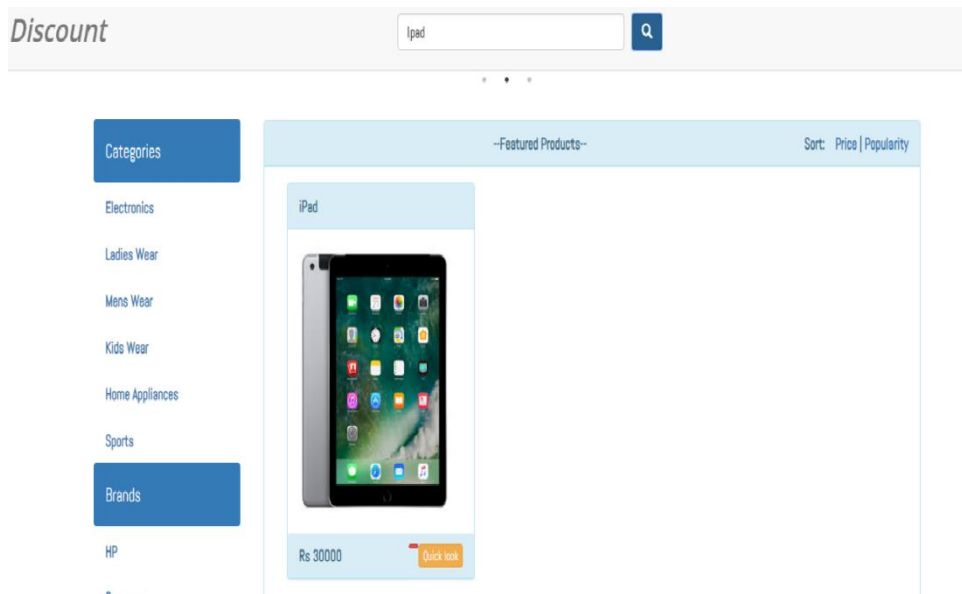 Discount
Ipad
Categories
Electronics
Ladies Wear
Mens Wear
Kids Wear
Home Appliances
Sports
Brands
HP
--Featured Products--
Sort: Price | Popularity
iPad
Rs 30000
Quick look